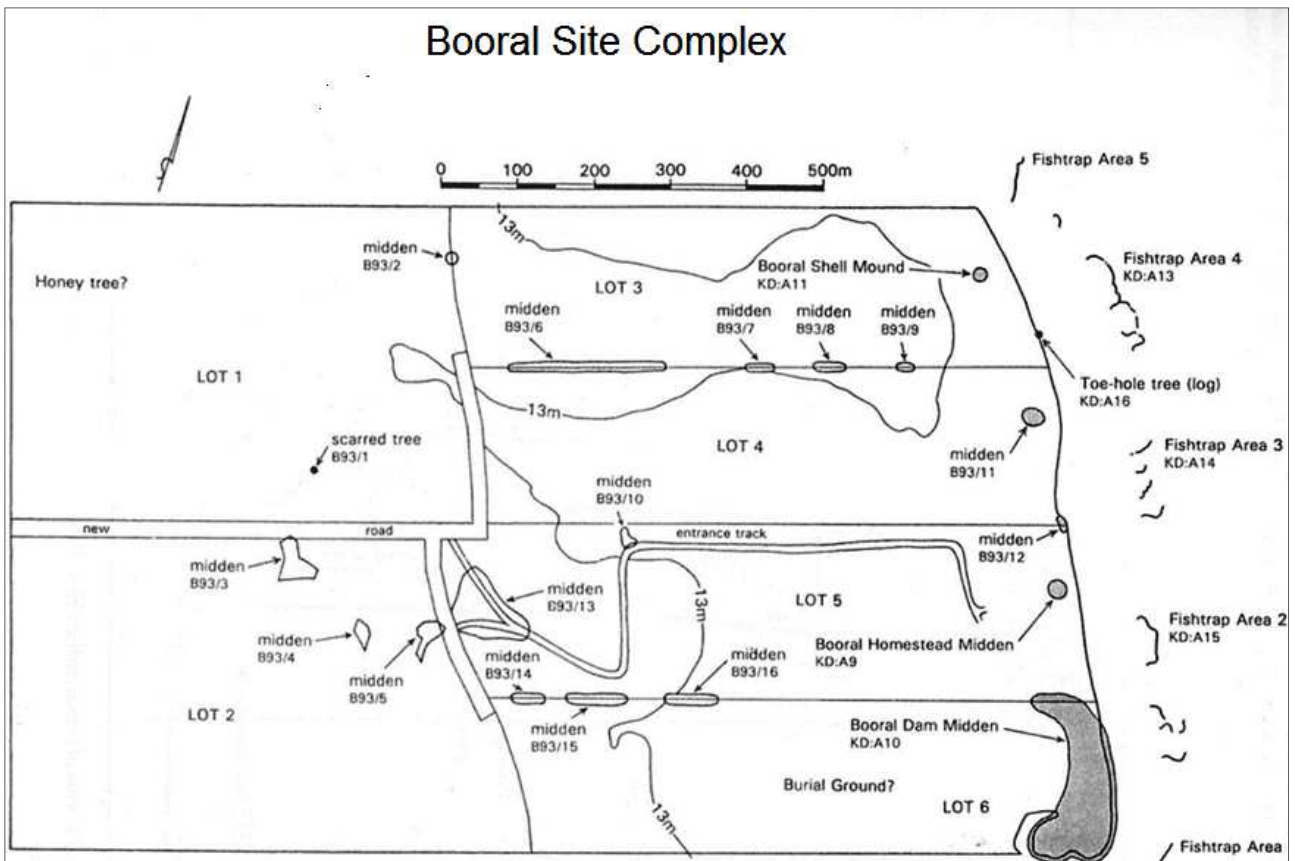 Booral Site Complex
0 100 200 300 400 500m
Fishtrap Area 5
13m
midden
B93/2
Honey tree?
Booral Shell Mound
KD:A11
Fishtrap Area 4
KD:A13
LOT 3
midden
B93/6
midden
B93/7
midden
B93/8
midden
B93/9
LOT 1
Toe-hole tree (log)
KD:A16
13m
scarred tree
B93/1
LOT 4
midden
B93/11
Fishtrap Area 3
KD:A14
midden
B93/10
new road
entrance track
midden
B93/12
midden
B93/3
midden
B93/13
13m
LOT 5
Fishtrap Area 2
KD:A15
midden
B93/4
Booral Homestead Midden
KD:A9
midden
B93/14
midden
B93/16
midden
B93/5
LOT 2
midden
B93/15
Booral Dam Midden
KD:A10
Burial Ground?
13m
LOT 6
Fishtrap Area